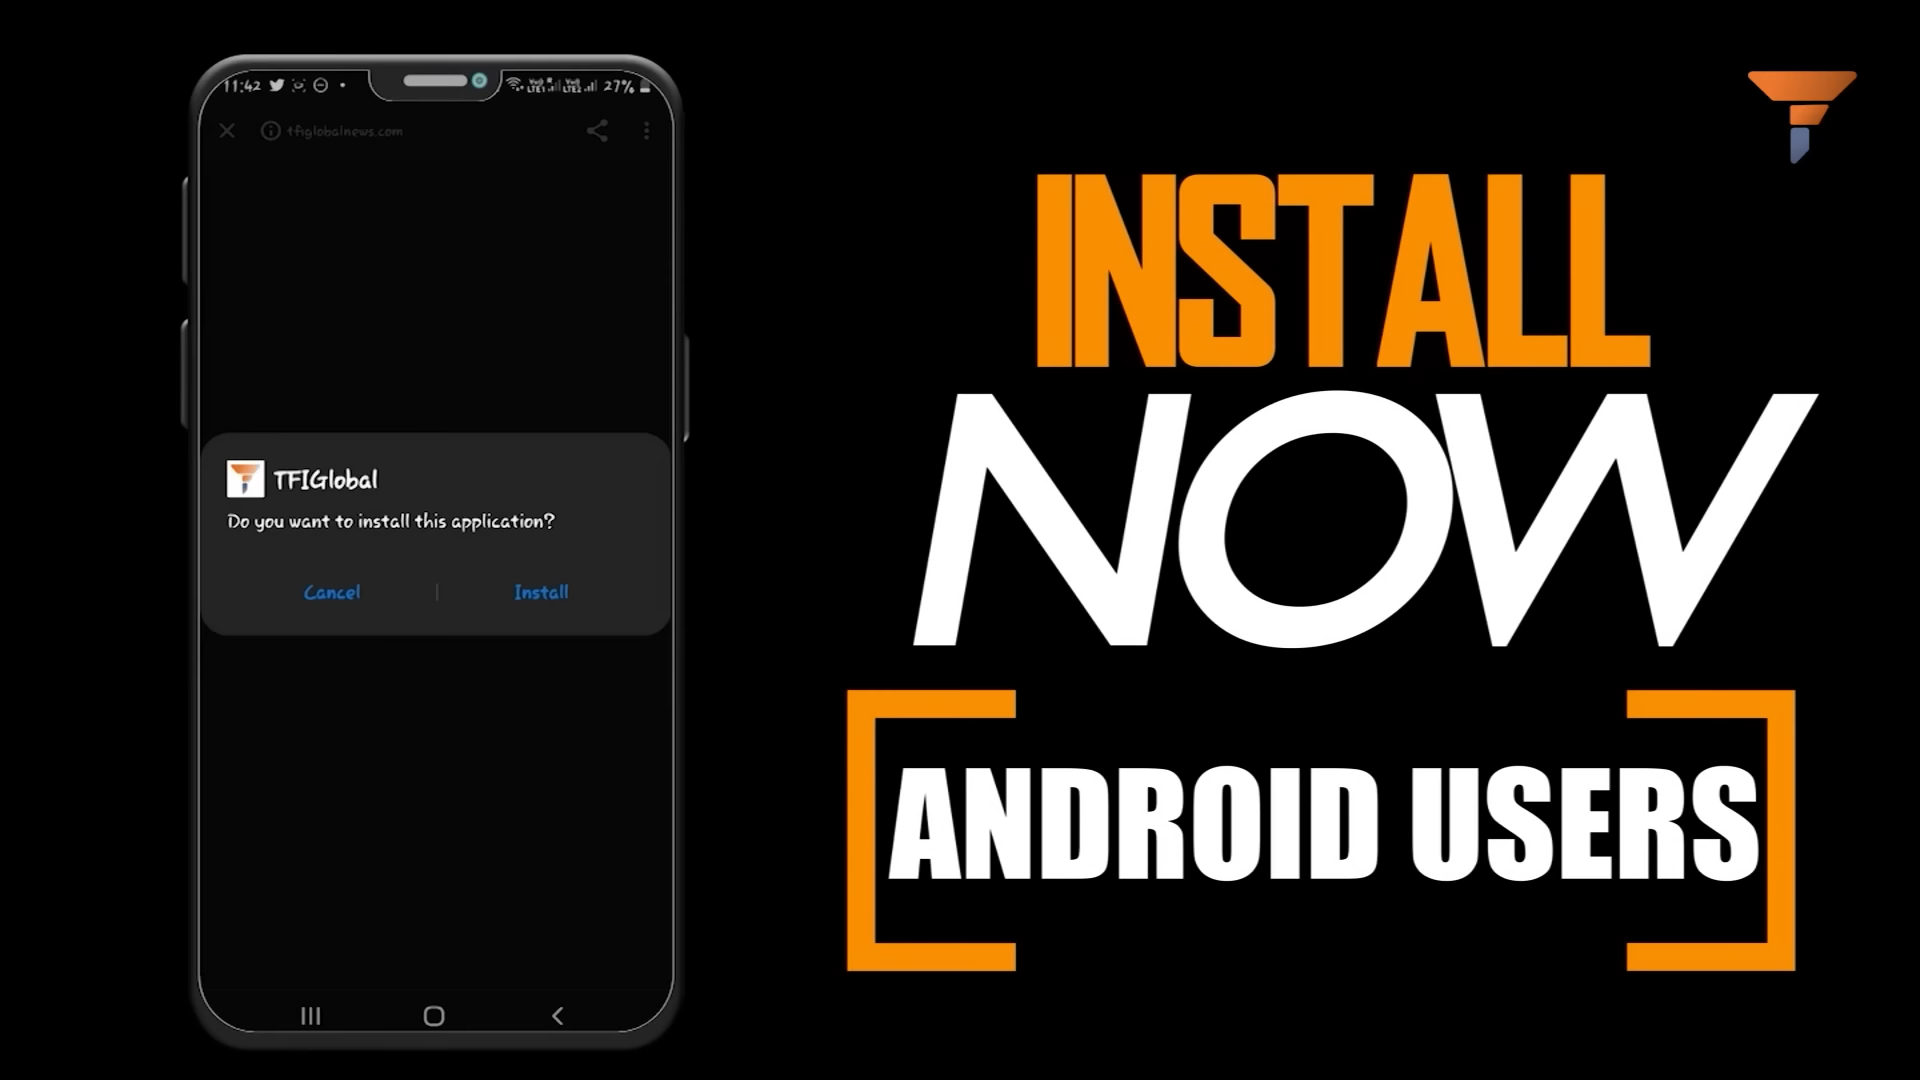 11:42
27%
tfiglobalnews.com
TFIGlobal
Do you want to install this application?
Cancel | Install
INSTALL
NOW
ANDROID USERS